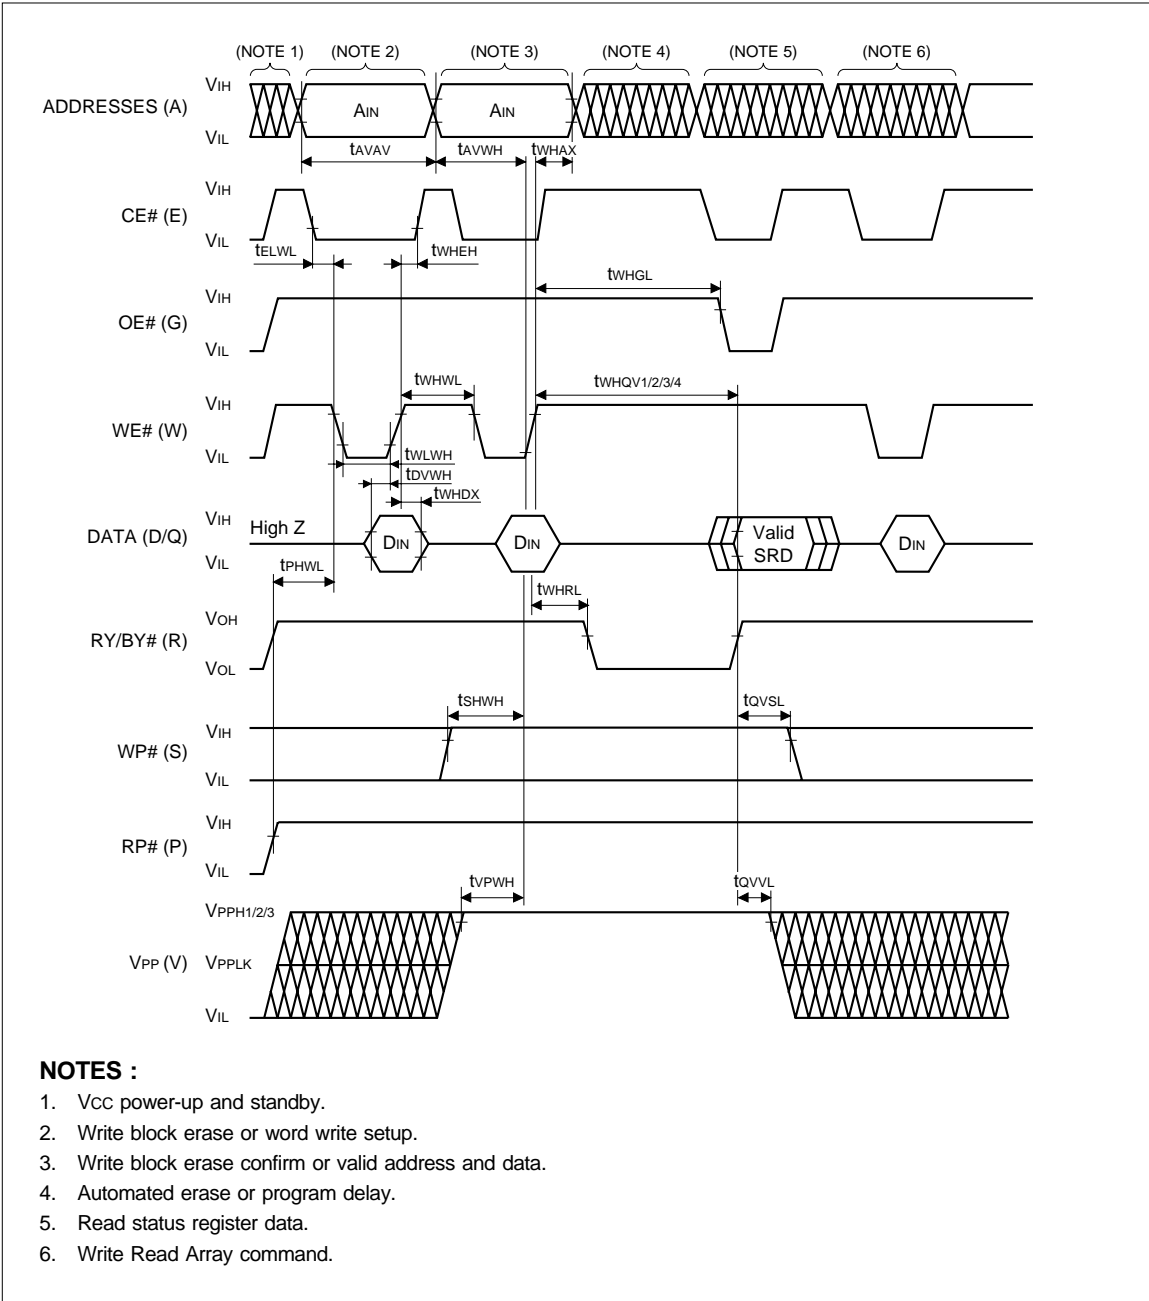 (NOTE 1) (NOTE 2) (NOTE 3) (NOTE 4) (NOTE 5) (NOTE 6)
VIH
ADDRESSES (A) AIN AIN
VIL
tAVAV tAVWH tWHAX
VIH
CE# (E)
VIL
tELWL tWHEH
tWHGL
VIH
OE# (G)
VIL
tWHWL tWHQV1/2/3/4
VIH
WE# (W)
VIL
tWLWH
tDVWH
tWHDX
VIH High Z
DATA (D/Q) DIN DIN Valid SRD DIN
VIL
tPHWL
tWHRL
VOH
RY/BY# (R)
VOL
tSHWH tQVSL
VIH
WP# (S)
VIL
VIH
RP# (P)
VIL
tVPWH tQVVL
VPPH1/2/3
VPP (V) VPPLK
VIL
NOTES :
1. VCC power-up and standby.
2. Write block erase or word write setup.
3. Write block erase confirm or valid address and data.
4. Automated erase or program delay.
5. Read status register data.
6. Write Read Array command.